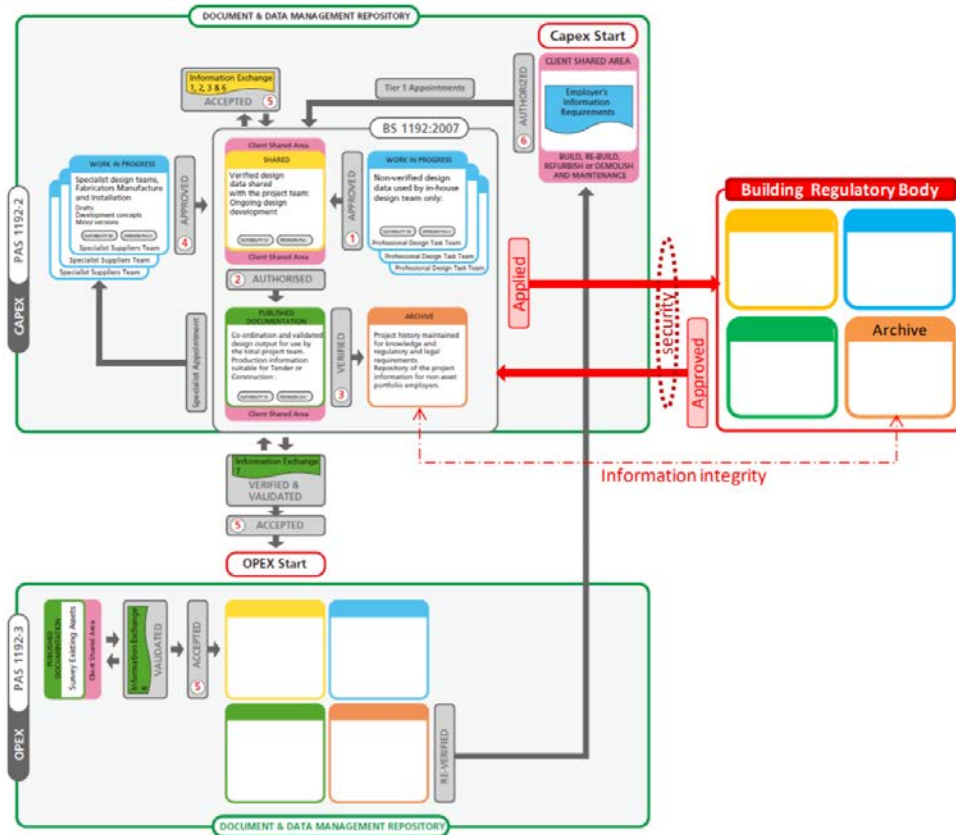 DOCUMENT & DATA MANAGEMENT REPOSITORY
Capex Start
CLIENT SHARED AREA
Employer's
Information
Requirements
BUILD, RE-BUILD,
REFURBISH or DEMOLISH
AND MAINTENANCE
AUTHORIZED
6
Tier 1 Appointments
Information Exchange
1, 2, 3 & 6
ACCEPTED
5
BS 1192:2007
PAS 1192-2
CAPEX
WORK IN PROGRESS
Specialist design teams,
Fabricators Manufacture
and Installation
Drafts
Development concepts
Minor versions
Specialist Suppliers Team
Specialist Suppliers Team
Specialist Suppliers Team
APPROVED
4
Client Shared Area
SHARED
Verified design
data shared
with the project team:
Ongoing design
development
Client Shared Area
APPROVED
1
WORK IN PROGRESS
Non-verified design
data used by in-house
design team only:
Professional Design Task Team
Professional Design Task Team
Professional Design Task Team
2
AUTHORISED
Specialist Appointment
PUBLISHED
DOCUMENTATION
Co-ordination and validated
design output for use by
the total project team.
Production information
suitable for Tender or
Construction :
Client Shared Area
VERIFIED
3
ARCHIVE
Project history maintained
for knowledge and
regulatory and legal
requirements.
Repository of the project
information for non asset
portfolio employers.
Applied
security
Approved
Building Regulatory Body
Archive
Information integrity
Information Exchange
7
VERIFIED &
VALIDATED
5
ACCEPTED
OPEX Start
PAS 1192-3
OPEX
PUBLISHED
DOCUMENTATION
Survey Existing Assets
Client Shared Area
Information Exchange
6
VALIDATED
ACCEPTED
5
RE-VERIFIED
DOCUMENT & DATA MANAGEMENT REPOSITORY